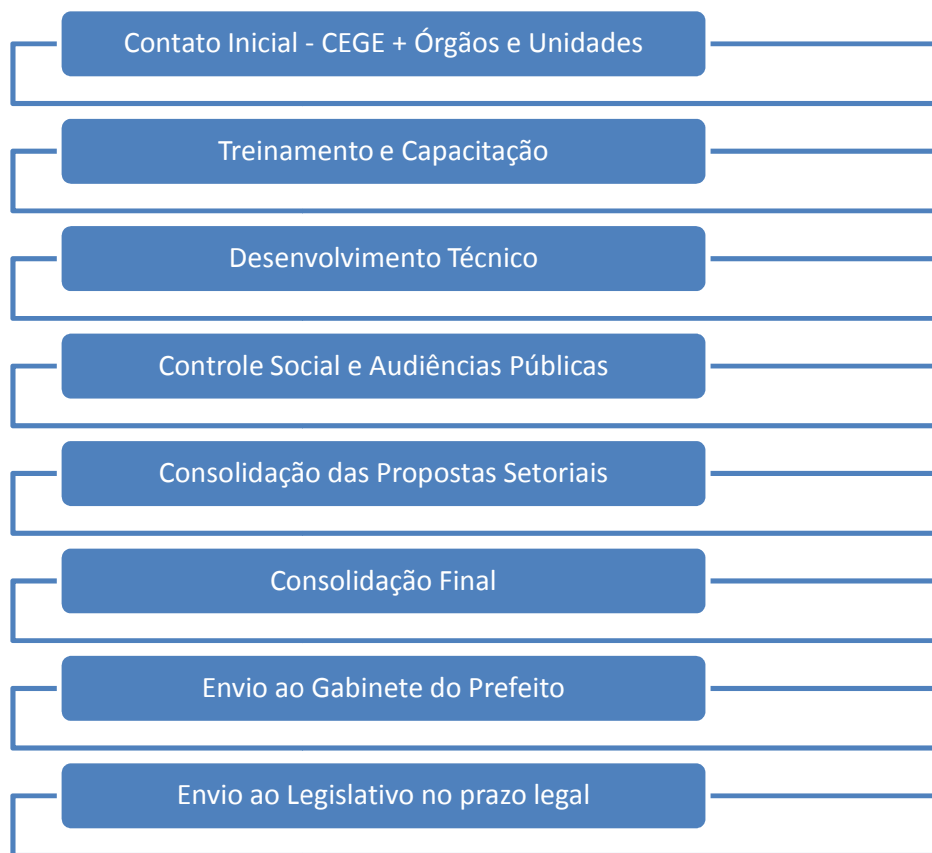 Contato Inicial - CEGE + Órgãos e Unidades
Treinamento e Capacitação
Desenvolvimento Técnico
Controle Social e Audiências Públicas
Consolidação das Propostas Setoriais
Consolidação Final
Envio ao Gabinete do Prefeito
Envio ao Legislativo no prazo legal